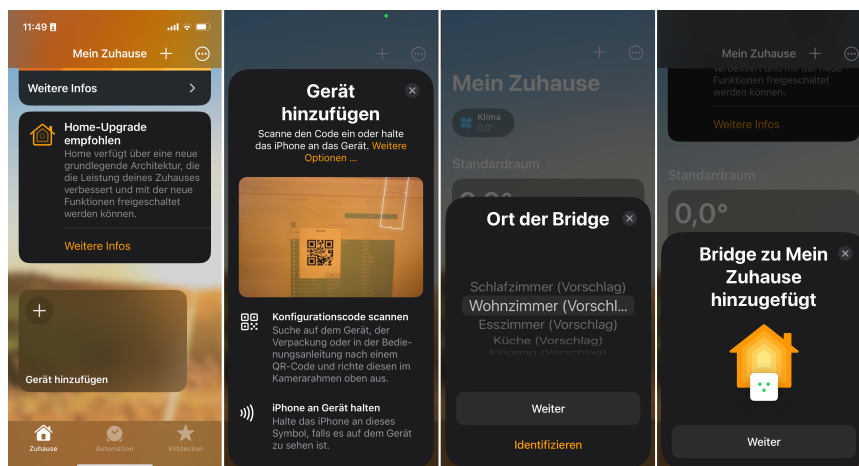 11:49
Mein Zuhause
Weitere Infos
Home-Upgrade
empfohlen
Home verfügt über eine neue
grundlegende Architektur, die
die Leistung deines Zuhauses
verbessert und mit der neue
Funktionen freigeschaltet
werden können.
Weitere Infos
Gerät hinzufügen
Zuhause
Automation
Entdecken
Gerät
hinzufügen
Scanne den Code ein oder halte
das iPhone an das Gerät. Weitere
Optionen ...
Konfigurationscode scannen
Suche auf dem Gerät, der
Verpackung oder in der Bedie-
nungsanleitung nach einem
QR-Code und richte diesen im
Kamerarahmen oben aus.
iPhone an Gerät halten
Halte das iPhone an dieses
Symbol, falls es auf dem Gerät
zu sehen ist.
Mein Zuhause
Klima
0,0°
Standardraum
Ort der Bridge
Schlafzimmer (Vorschlag)
Wohnzimmer (Vorschl...
Esszimmer (Vorschlag)
Küche (Vorschlag)
Eingang (Vorschlag)
Weiter
Identifizieren
Mein Zuhause
verbessert und mit der neue
Funktionen freigeschaltet
werden können.
Weitere Infos
Standardraum
0,0°
Bridge zu Mein
Zuhause
hinzugefügt
Weiter